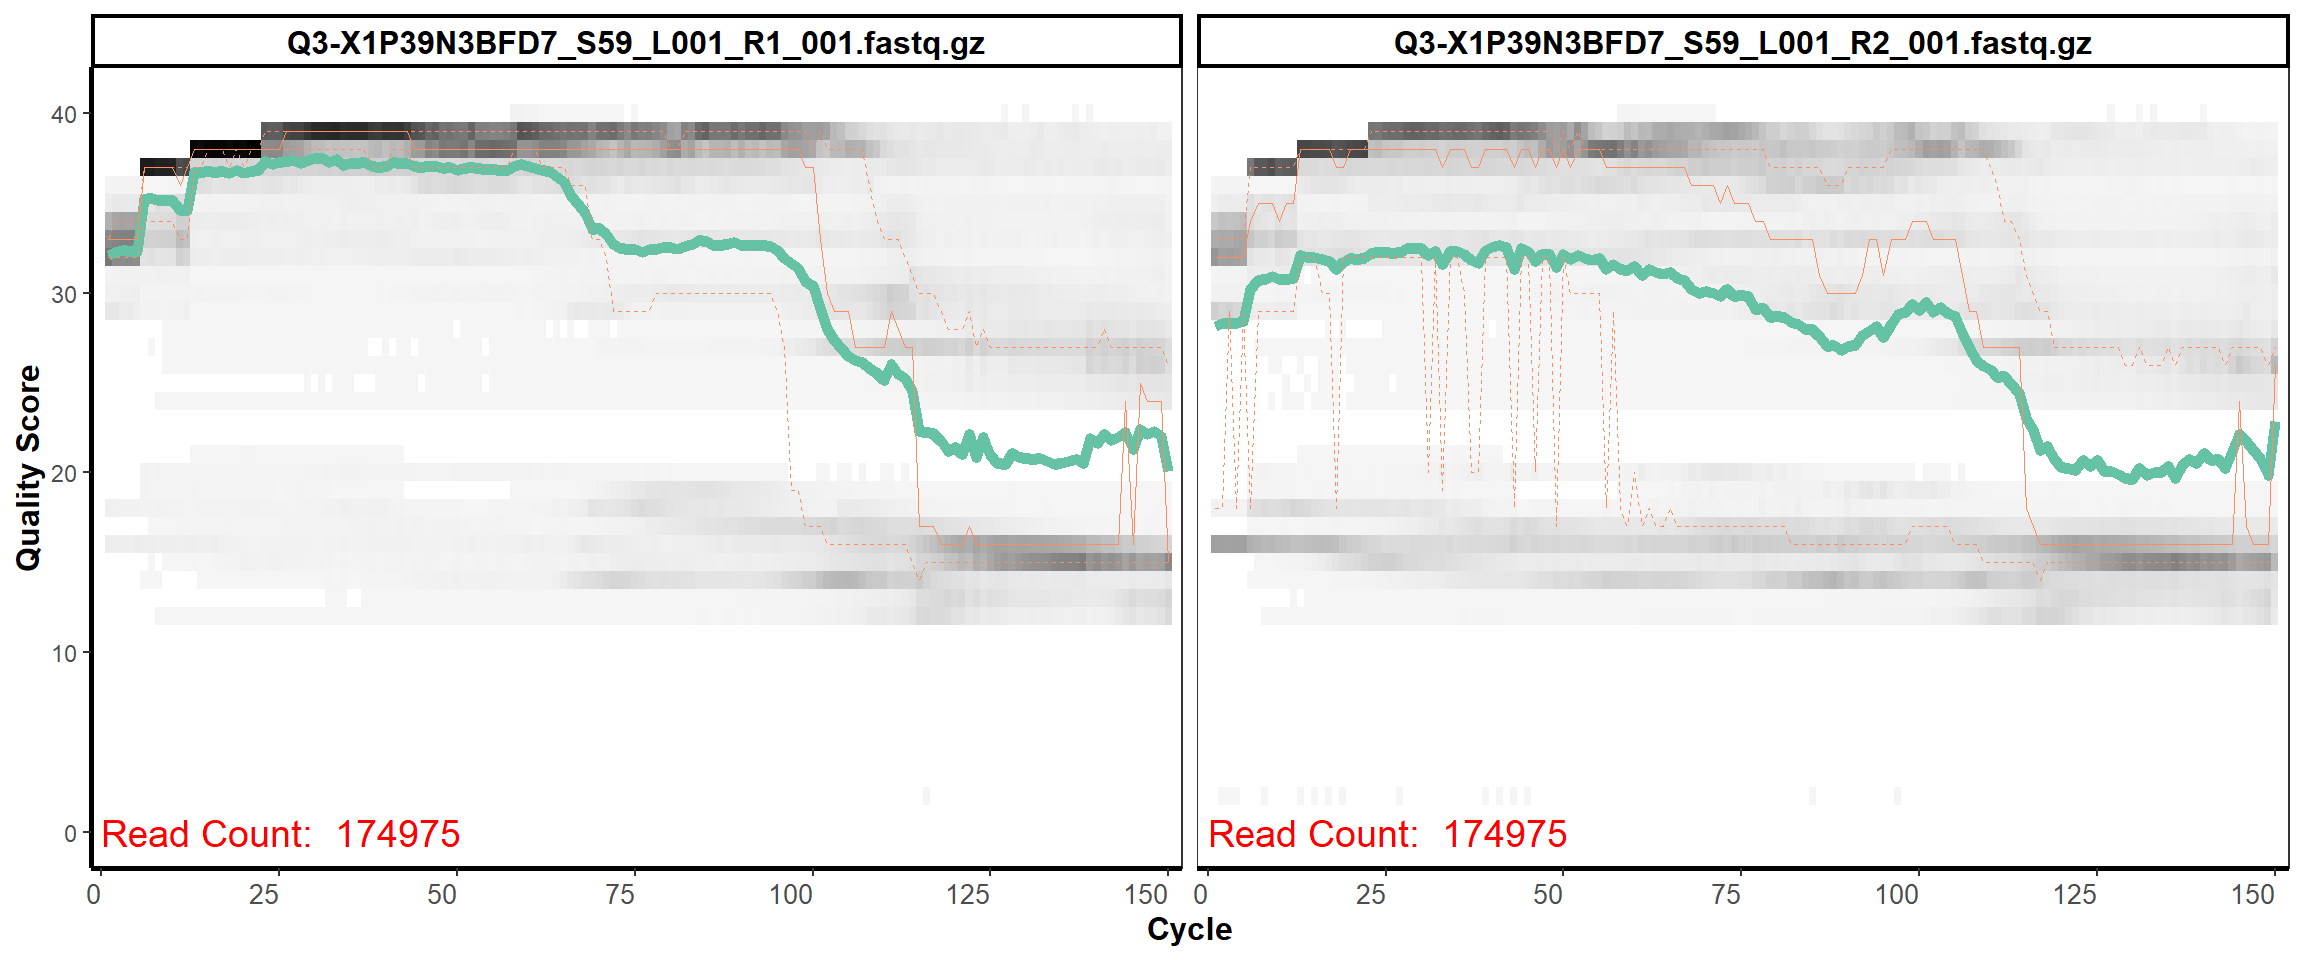 Q3-X1P39N3BFD7_S59_L001_R1_001.fastq.gz
Q3-X1P39N3BFD7_S59_L001_R2_001.fastq.gz
Quality Score
40
30
20
10
0
Read Count: 174975
Read Count: 174975
0 25 50 75 100 125 150
0 25 50 75 100 125 150
Cycle